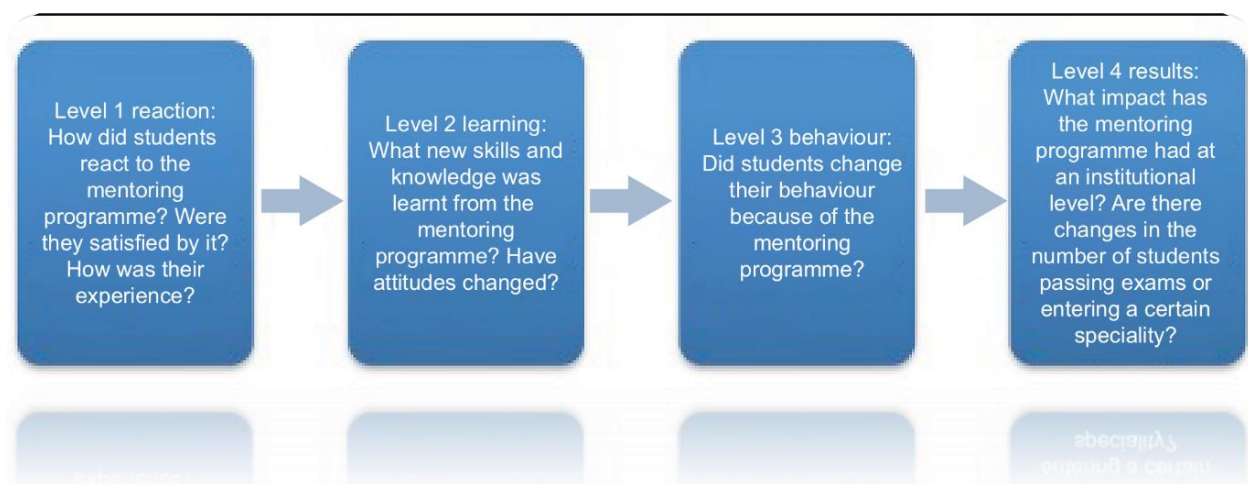 Level 1 reaction:
How did students
react to the
mentoring
programme? Were
they satisfied by it?
How was their
experience?
Level 2 learning:
What new skills and
knowledge was
learnt from the
mentoring
programme? Have
attitudes changed?
Level 3 behaviour:
Did students change
their behaviour
because of the
mentoring
programme?
Level 4 results:
What impact has
the mentoring
programme had at
an institutional
level? Are there
changes in the
number of students
passing exams or
entering a certain
speciality?